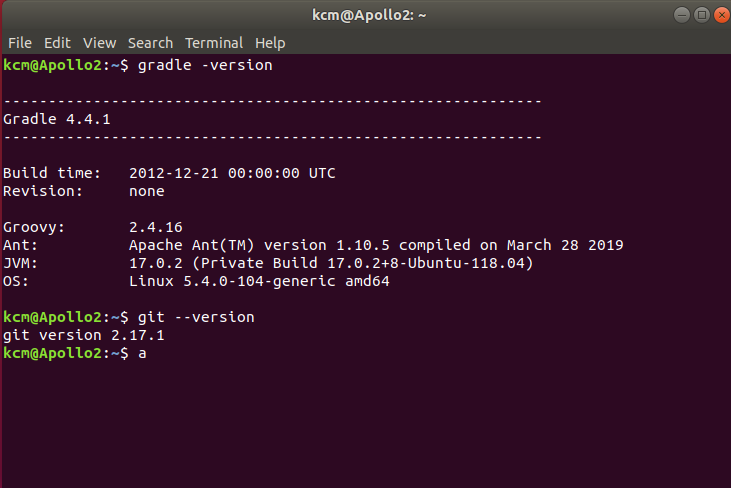 kcm@Apollo2: ~
File Edit View Search Terminal Help
kcm@Apollo2:~$ gradle -version
------------------------------------------------------------
Gradle 4.4.1
------------------------------------------------------------
Build time:   2012-12-21 00:00:00 UTC
Revision:     none
Groovy:       2.4.16
Ant:          Apache Ant(TM) version 1.10.5 compiled on March 28 2019
JVM:          17.0.2 (Private Build 17.0.2+8-Ubuntu-118.04)
OS:           Linux 5.4.0-104-generic amd64
kcm@Apollo2:~$ git --version
git version 2.17.1
kcm@Apollo2:~$ a